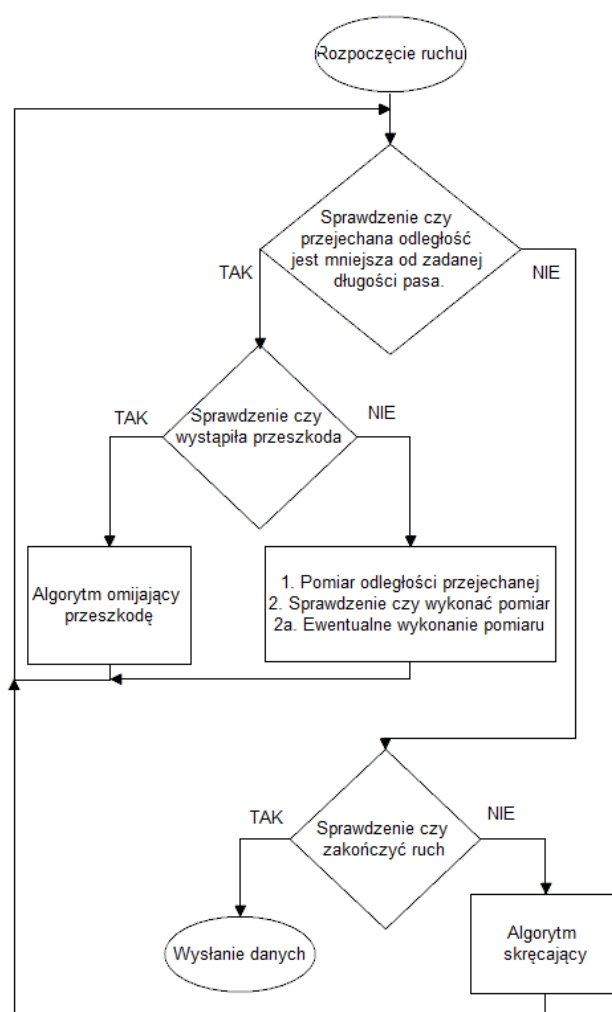 Rozpoczęcie ruchu
Sprawdzenie czy
przejechana odległość
jest mniejsza od zadanej
długości pasa.
TAK
NIE
Sprawdzenie czy
wystąpiła przeszkoda
TAK
NIE
Algorytm omijający
przeszkodę
1. Pomiar odległości przejechanej
2. Sprawdzenie czy wykonać pomiar
2a. Ewentualne wykonanie pomiaru
Sprawdzenie czy
zakończyć ruch
TAK
NIE
Wysłanie danych
Algorytm
skręcający